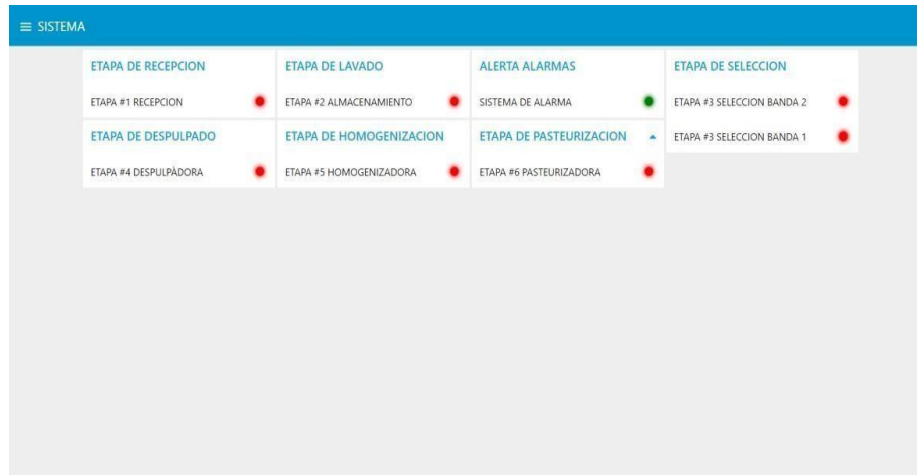 ≡ SISTEMA
ETAPA DE RECEPCION
ETAPA #1 RECEPCION
ETAPA DE LAVADO
ETAPA #2 ALMACENAMIENTO
ALERTA ALARMAS
SISTEMA DE ALARMA
ETAPA DE SELECCION
ETAPA #3 SELECCION BANDA 2
ETAPA #3 SELECCION BANDA 1
ETAPA DE DESPULPADO
ETAPA #4 DESPULPÀDORA
ETAPA DE HOMOGENIZACION
ETAPA #5 HOMOGENIZADORA
ETAPA DE PASTEURIZACION
ETAPA #6 PASTEURIZADORA